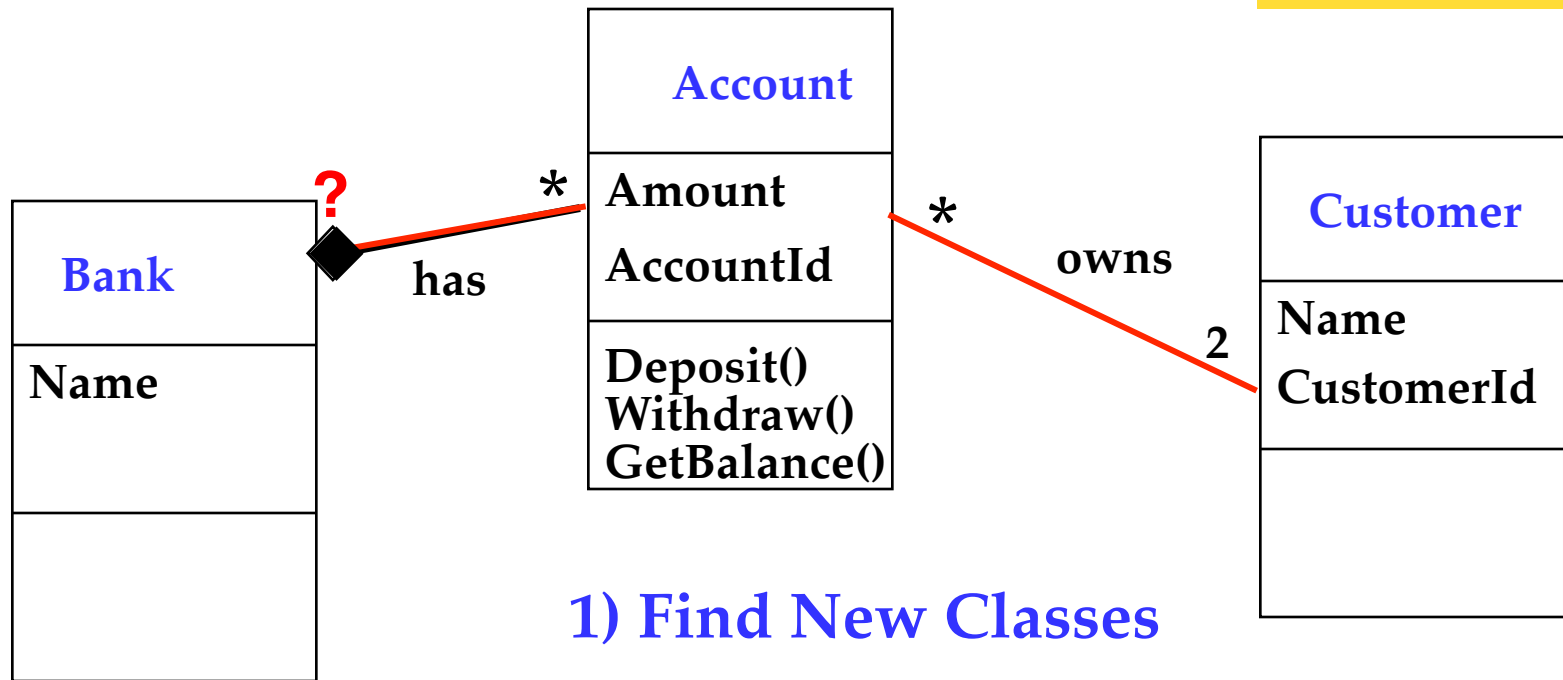 Account
Amount
AccountId
Deposit()
Withdraw()
GetBalance()
?
*
has
Bank
Name
*
owns
2
Customer
Name
CustomerId
1) Find New Classes